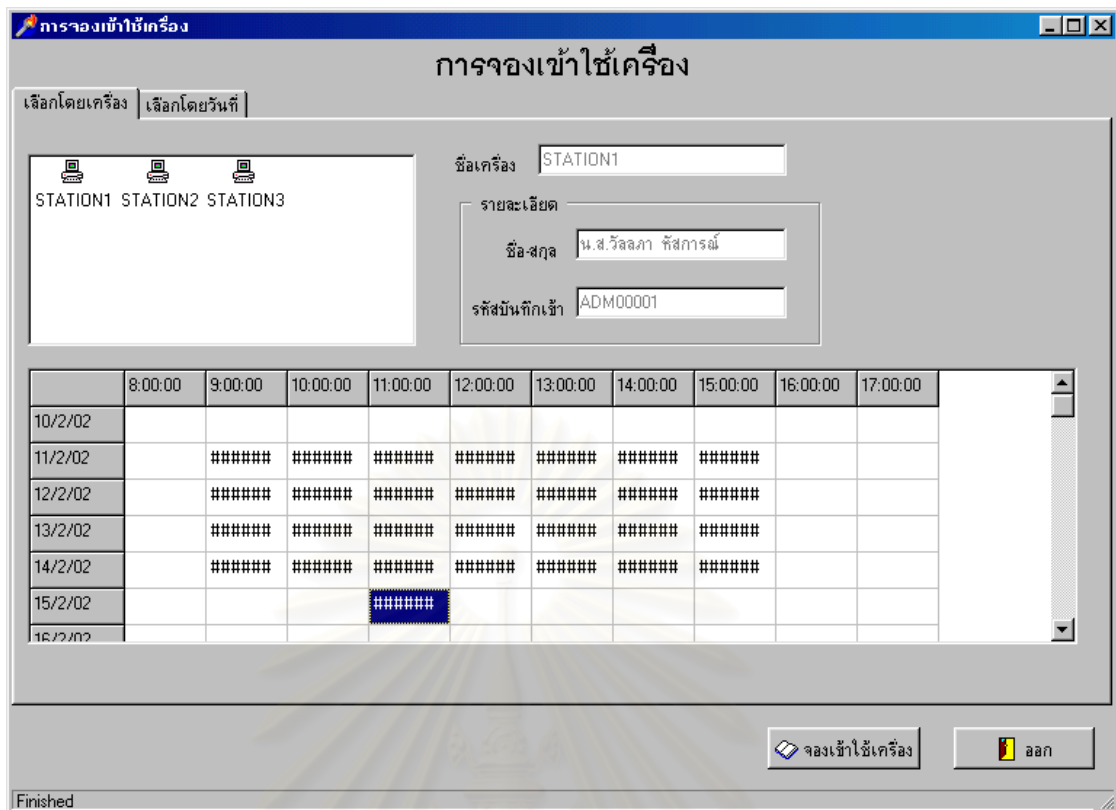 การจองเข้าใช้เครื่อง
การจองเข้าใช้เครื่อง
เลือกโดยเครื่อง เลือกโดยวันที่
STATION1 STATION2 STATION3
ชื่อเครื่อง STATION1
รายละเอียด
ชื่อ-สกุล น.ส.วัลลภา หัสการณ์
รหัสบันทึกเข้า ADM00001
8:00:00 9:00:00 10:00:00 11:00:00 12:00:00 13:00:00 14:00:00 15:00:00 16:00:00 17:00:00
10/2/02
11/2/02 ###### ###### ###### ###### ###### ###### ######
12/2/02 ###### ###### ###### ###### ###### ###### ######
13/2/02 ###### ###### ###### ###### ###### ###### ######
14/2/02 ###### ###### ###### ###### ###### ###### ######
15/2/02 ######
16/2/02
จองเข้าใช้เครื่อง ออก
Finished